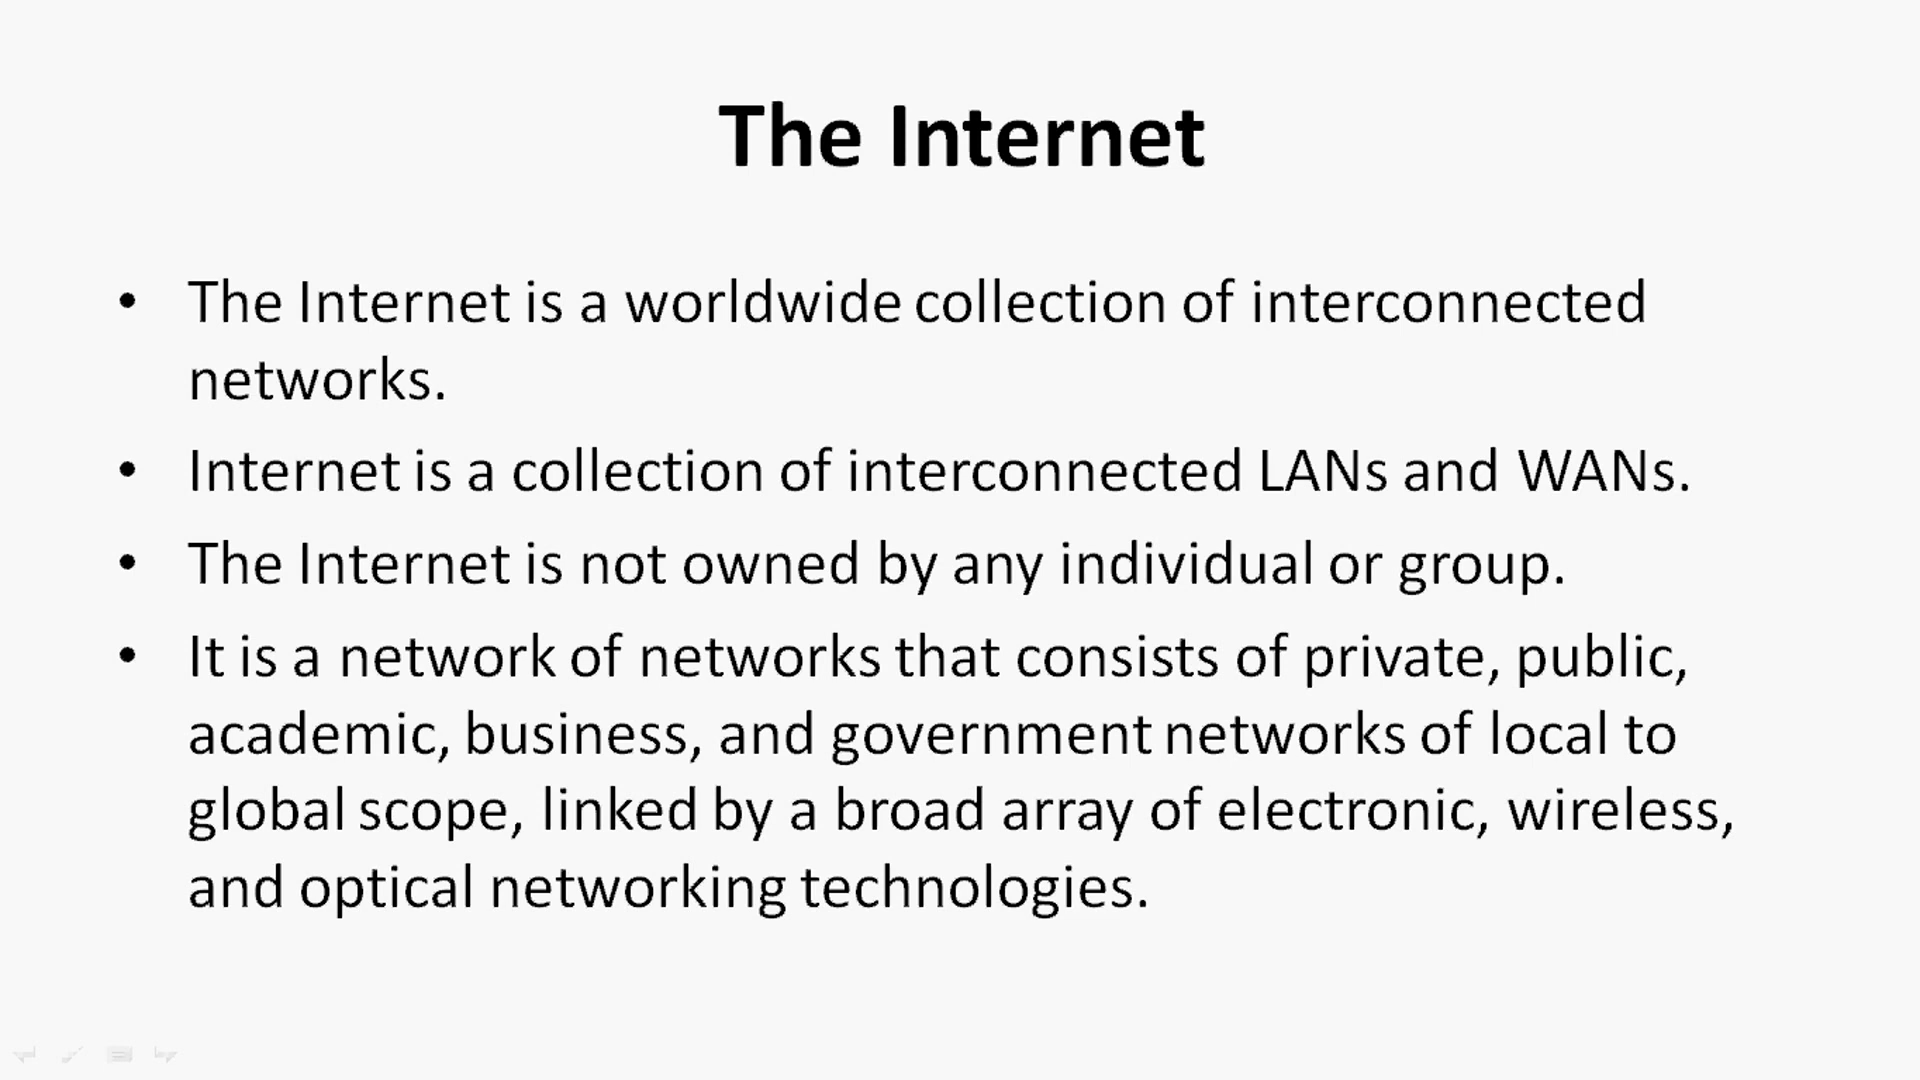 The Internet
• The Internet is a worldwide collection of interconnected
networks.
• Internet is a collection of interconnected LANs and WANs.
• The Internet is not owned by any individual or group.
• It is a network of networks that consists of private, public,
academic, business, and government networks of local to
global scope, linked by a broad array of electronic, wireless,
and optical networking technologies.